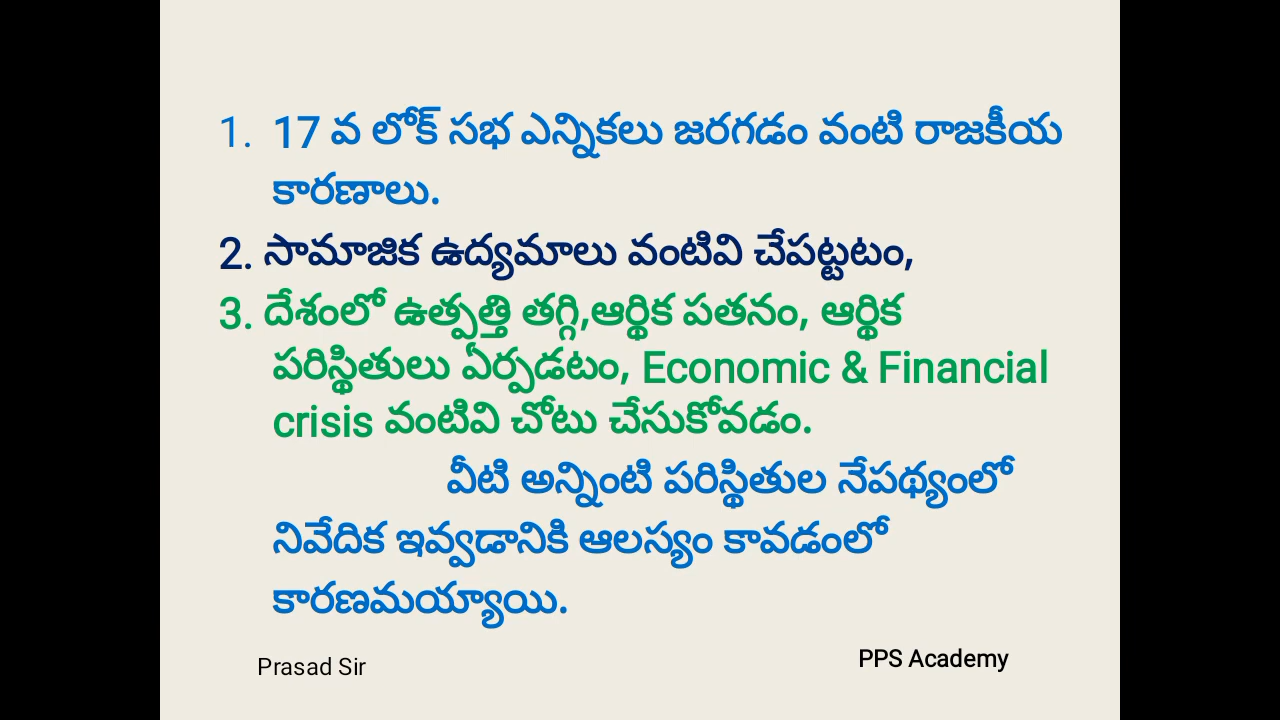 1. 17 వ లోక్ సభ ఎన్నికలు జరగడం వంటి రాజకీయ
కారణాలు.
2. సామాజిక ఉద్యమాలు వంటివి చేపట్టటం,
3. దేశంలో ఉత్పత్తి తగ్గి,ఆర్థిక పతనం, ఆర్థిక
పరిస్థితులు ఏర్పడటం, Economic & Financial
crisis వంటివి చోటు చేసుకోవడం.
వీటి అన్నింటి పరిస్థితుల నేపథ్యంలో
నివేదిక ఇవ్వడానికి ఆలస్యం కావడంలో
కారణమయ్యాయి.
Prasad Sir
PPS Academy